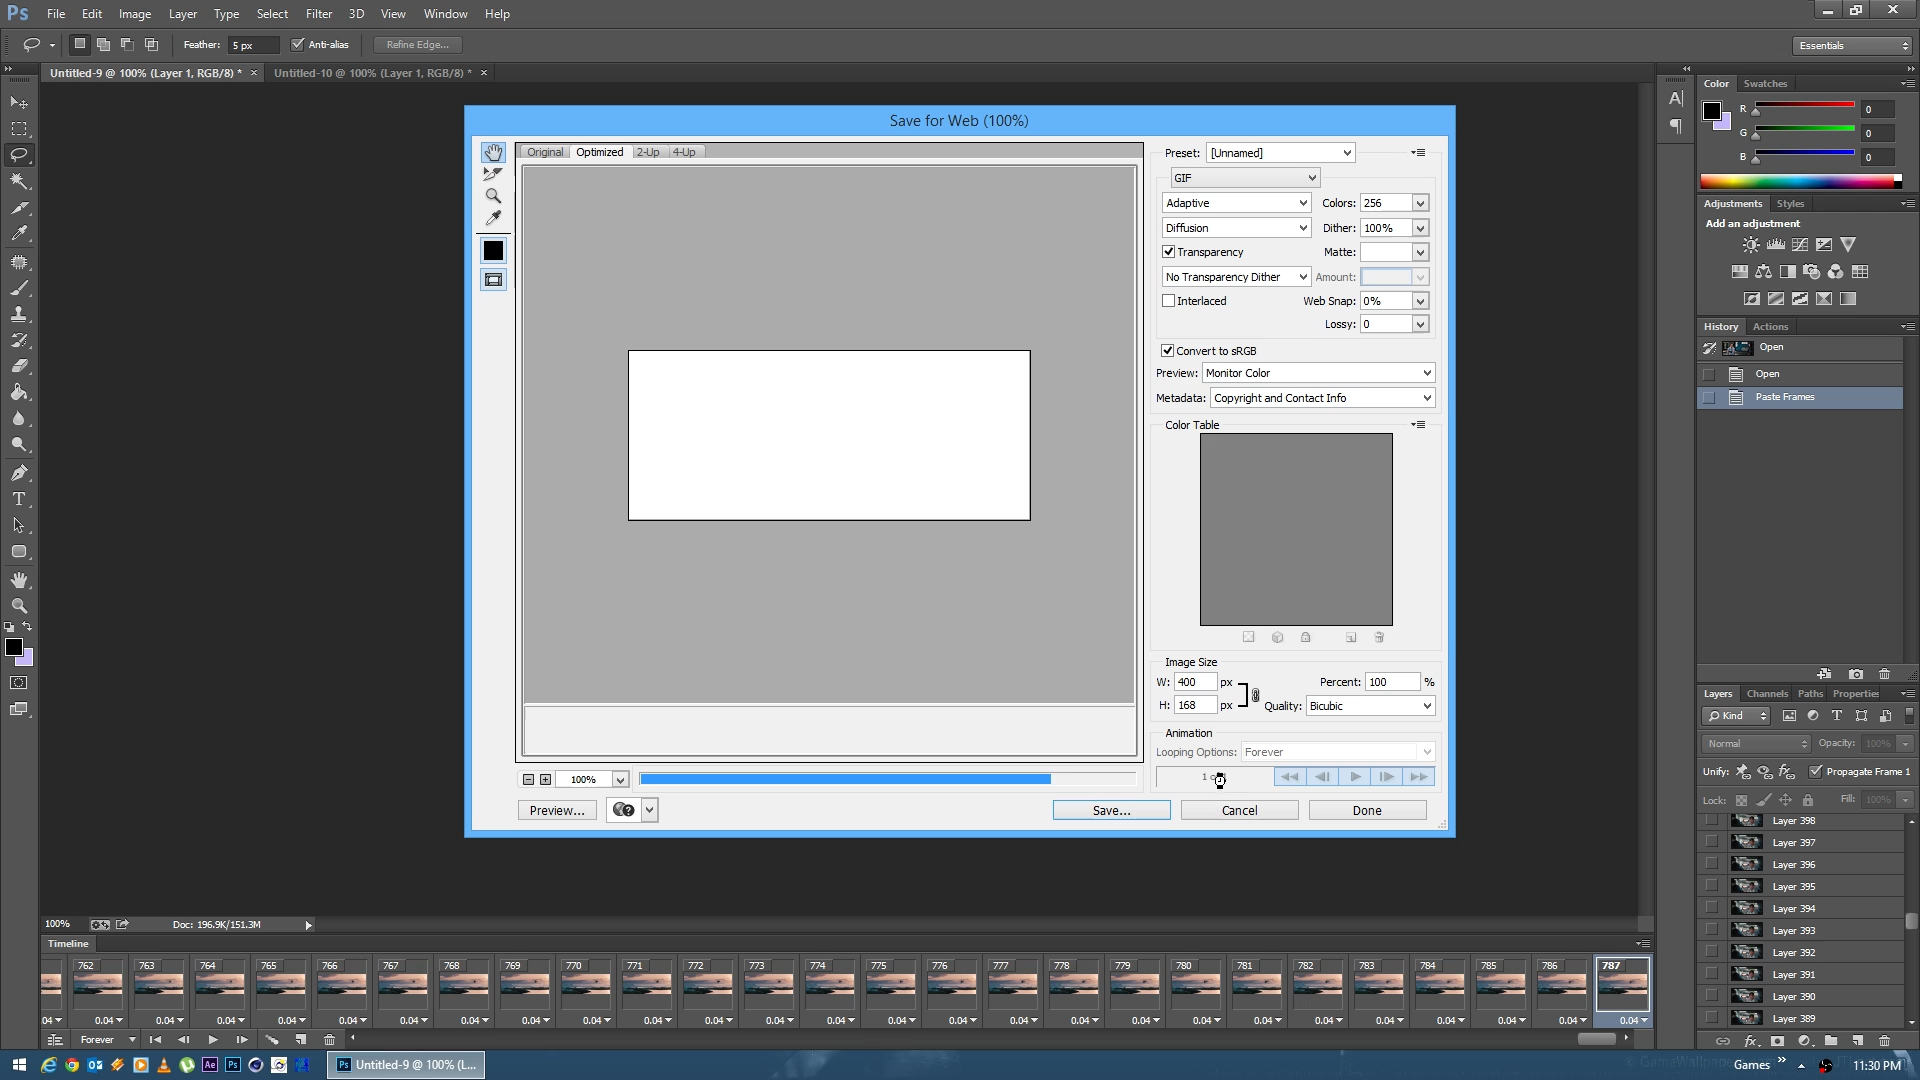 Ps File Edit Image Layer Type Select Filter 3D View Window Help
Feather: 5 px Anti-alias Refine Edge... Essentials
Untitled-9 @ 100% (Layer 1, RGB/8) * × Untitled-10 @ 100% (Layer 1, RGB/8) * ×
Save for Web (100%)
Original Optimized 2-Up 4-Up
Preset: [Unnamed]
GIF
Adaptive Colors: 256
Diffusion Dither: 100%
Transparency Matte:
No Transparency Dither Amount:
Interlaced Web Snap: 0%
Lossy: 0
Convert to sRGB
Preview: Monitor Color
Metadata: Copyright and Contact Info
Color Table
Image Size
W: 400 px Percent: 100 %
H: 168 px Quality: Bicubic
Animation
Looping Options: Forever
100% 1 o
Preview... Save... Cancel Done
Color Swatches
R 0
G 0
B 0
Adjustments Styles
Add an adjustment
History Actions
Open
Open
Paste Frames
Layers Channels Paths Properties
Kind
Normal Opacity: 100%
Unify: Propagate Frame 1
Lock: Fill: 100%
Layer 398
Layer 397
Layer 396
Layer 395
Layer 394
Layer 393
Layer 392
Layer 391
Layer 390
Layer 389
100% Doc: 196.9K/151.3M
Timeline
762 763 764 765 766 767 768 769 770 771 772 773 774 775 776 777 778 779 780 781 782 783 784 785 786 787
04 0.04 0.04 0.04 0.04 0.04 0.04 0.04 0.04 0.04 0.04 0.04 0.04 0.04 0.04 0.04 0.04 0.04 0.04 0.04 0.04 0.04 0.04 0.04 0.04 0.04 0.04
Forever
Ae Ps Ps Untitled-9 @ 100% (L... Games 11:30 PM